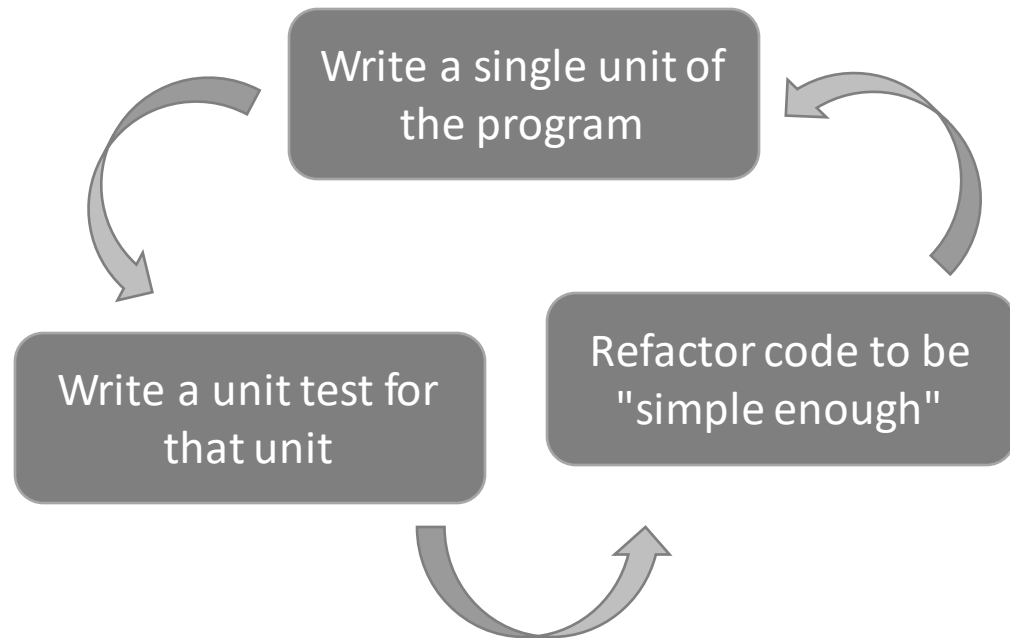 Write a single unit of
the program
Write a unit test for
that unit
Refactor code to be
"simple enough"